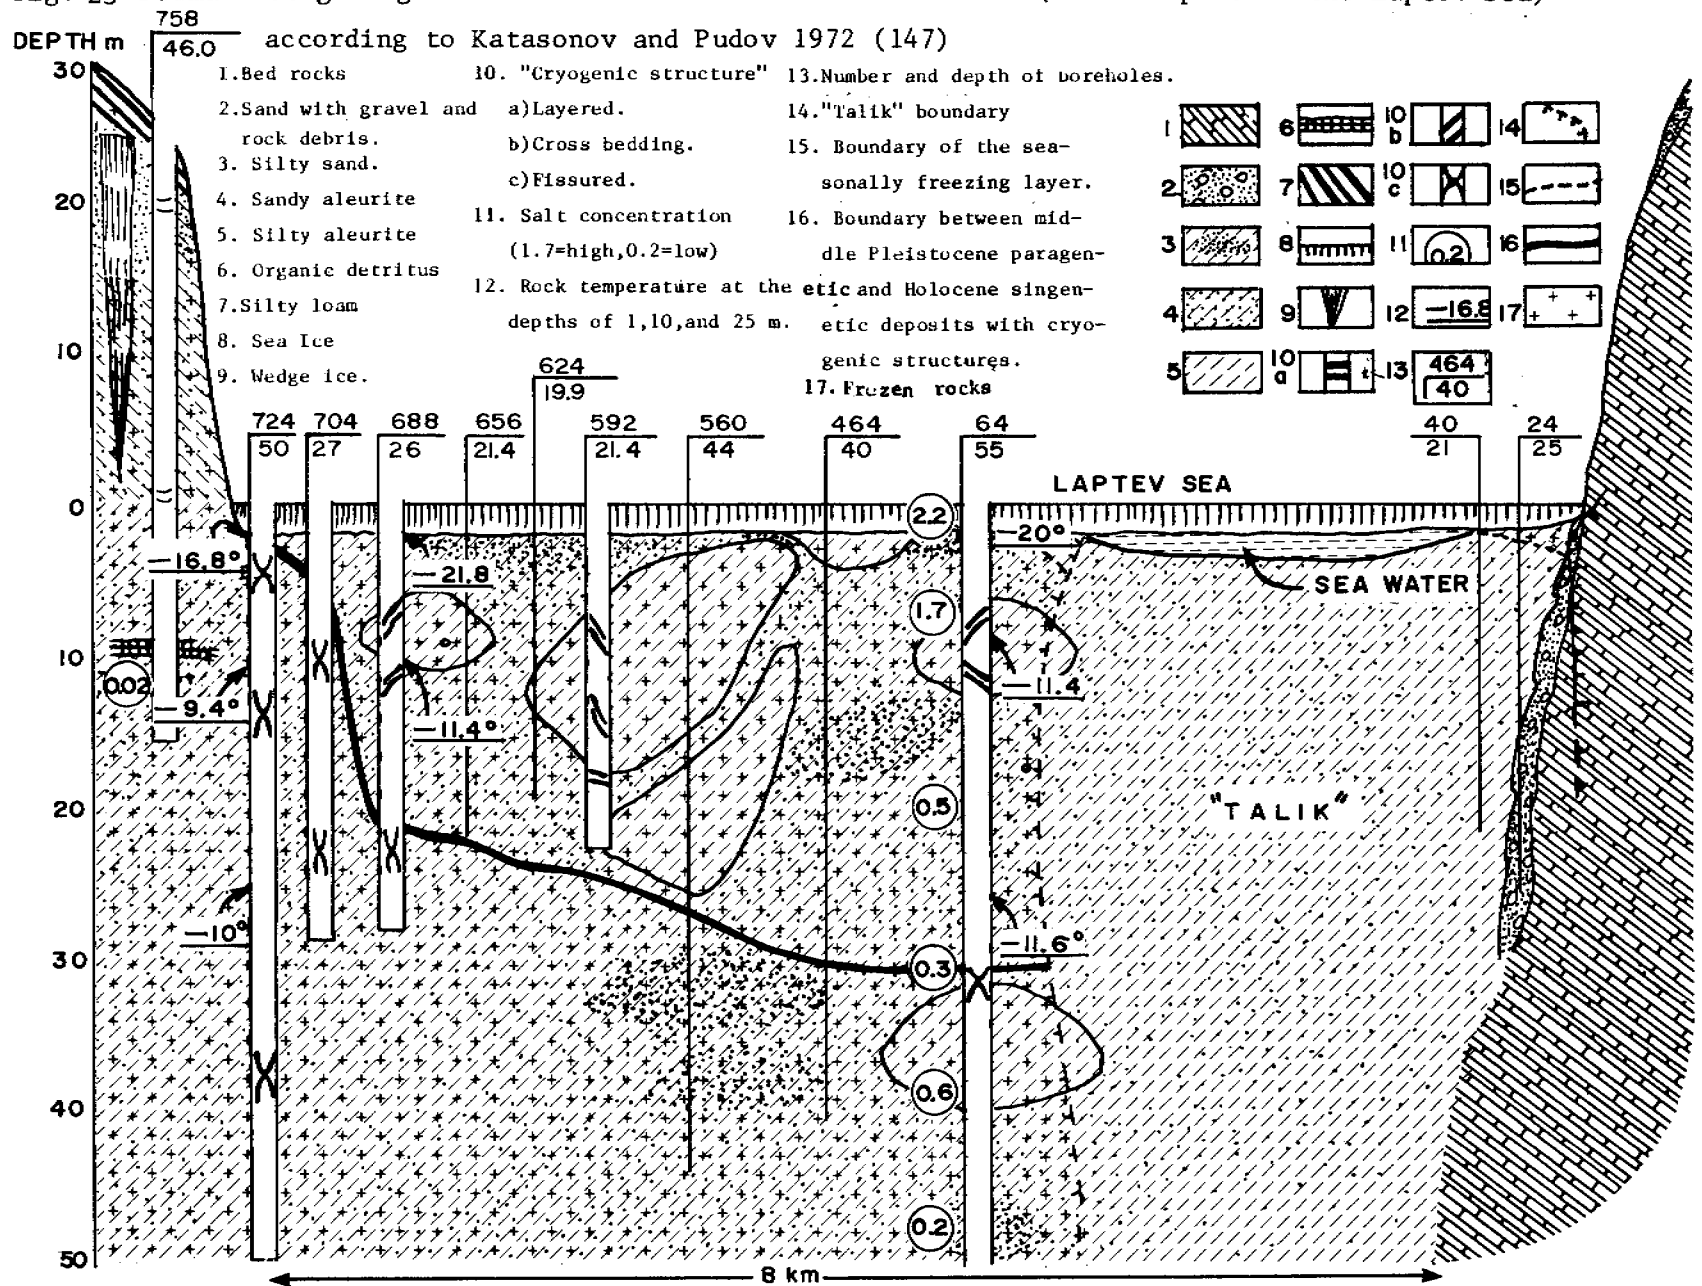 758
46.0
DEPTH m
according to Katasonov and Pudov 1972 (147)
1.Bed rocks
2.Sand with gravel and
rock debris.
3. Silty sand.
4. Sandy aleurite
5. Silty aleurite
6. Organic detritus
7.Silty loam
8. Sea Ice
9. Wedge ice.
10. "Cryogenic structure"
a)Layered.
b)Cross bedding.
c)Fissured.
11. Salt concentration
(1.7=high,0.2=low)
12. Rock temperature at the
depths of 1,10,and 25 m.
13.Number and depth of boreholes.
14."Talik" boundary
15. Boundary of the sea-
sonally freezing layer.
16. Boundary between mid-
dle Pleistocene paragen-
etic and Holocene singen-
etic deposits with cryo-
genic structures.
17. Frozen rocks
1 6 10 b 14
2 7 10 c 15
3 8 11 0.2 16
4 9 12 -16.8 17
5 10 a 13 464 40
30
20
10
0
10
20
30
40
50
624
19.9
724 704 688 656 592 560 464 64 40 24
50 27 26 21.4 21.4 44 40 55 21 25
LAPTEV SEA
2.2
-20°
-16.8°
-21.8
SEA WATER
1.7
0.02
-9.4°
-11.4
-11.4°
0.5
"TALIK"
-10°
-11.6°
0.3
0.6
0.2
8 km